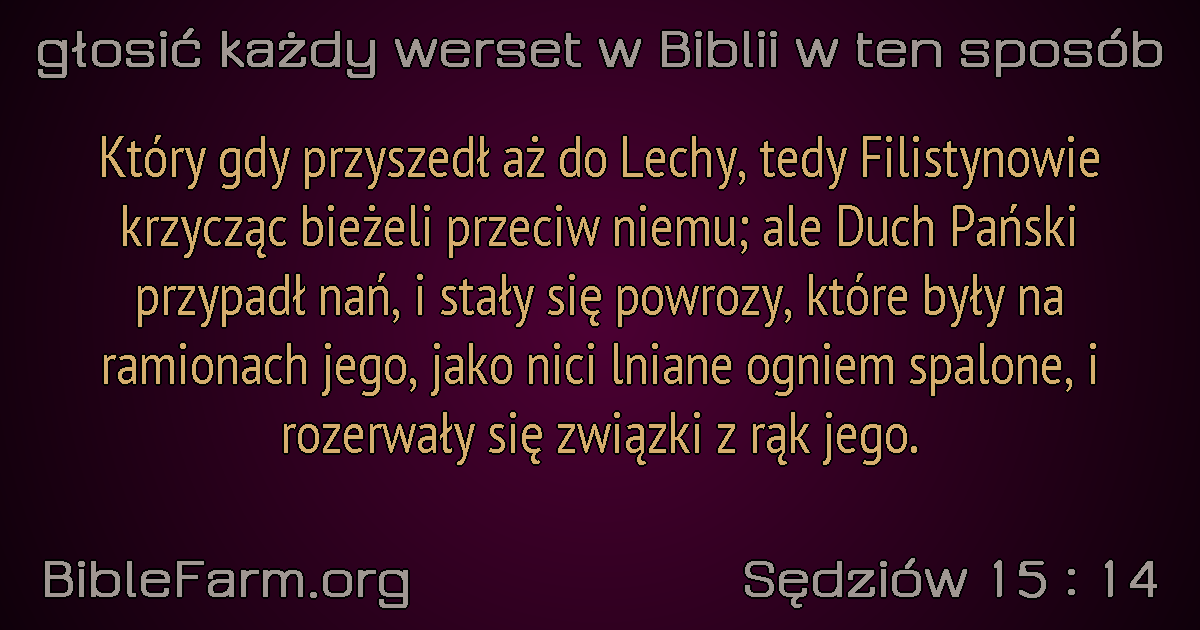 głosić każdy werset w Biblii w ten sposób
Który gdy przyszedł aż do Lechy, tedy Filistynowie
krzycząc bieżeli przeciw niemu; ale Duch Pański
przypadł nań, i stały się powrozy, które były na
ramionach jego, jako nici lniane ogniem spalone, i
rozerwały się związki z rąk jego.
BibleFarm.org
Sędziów 15 : 14